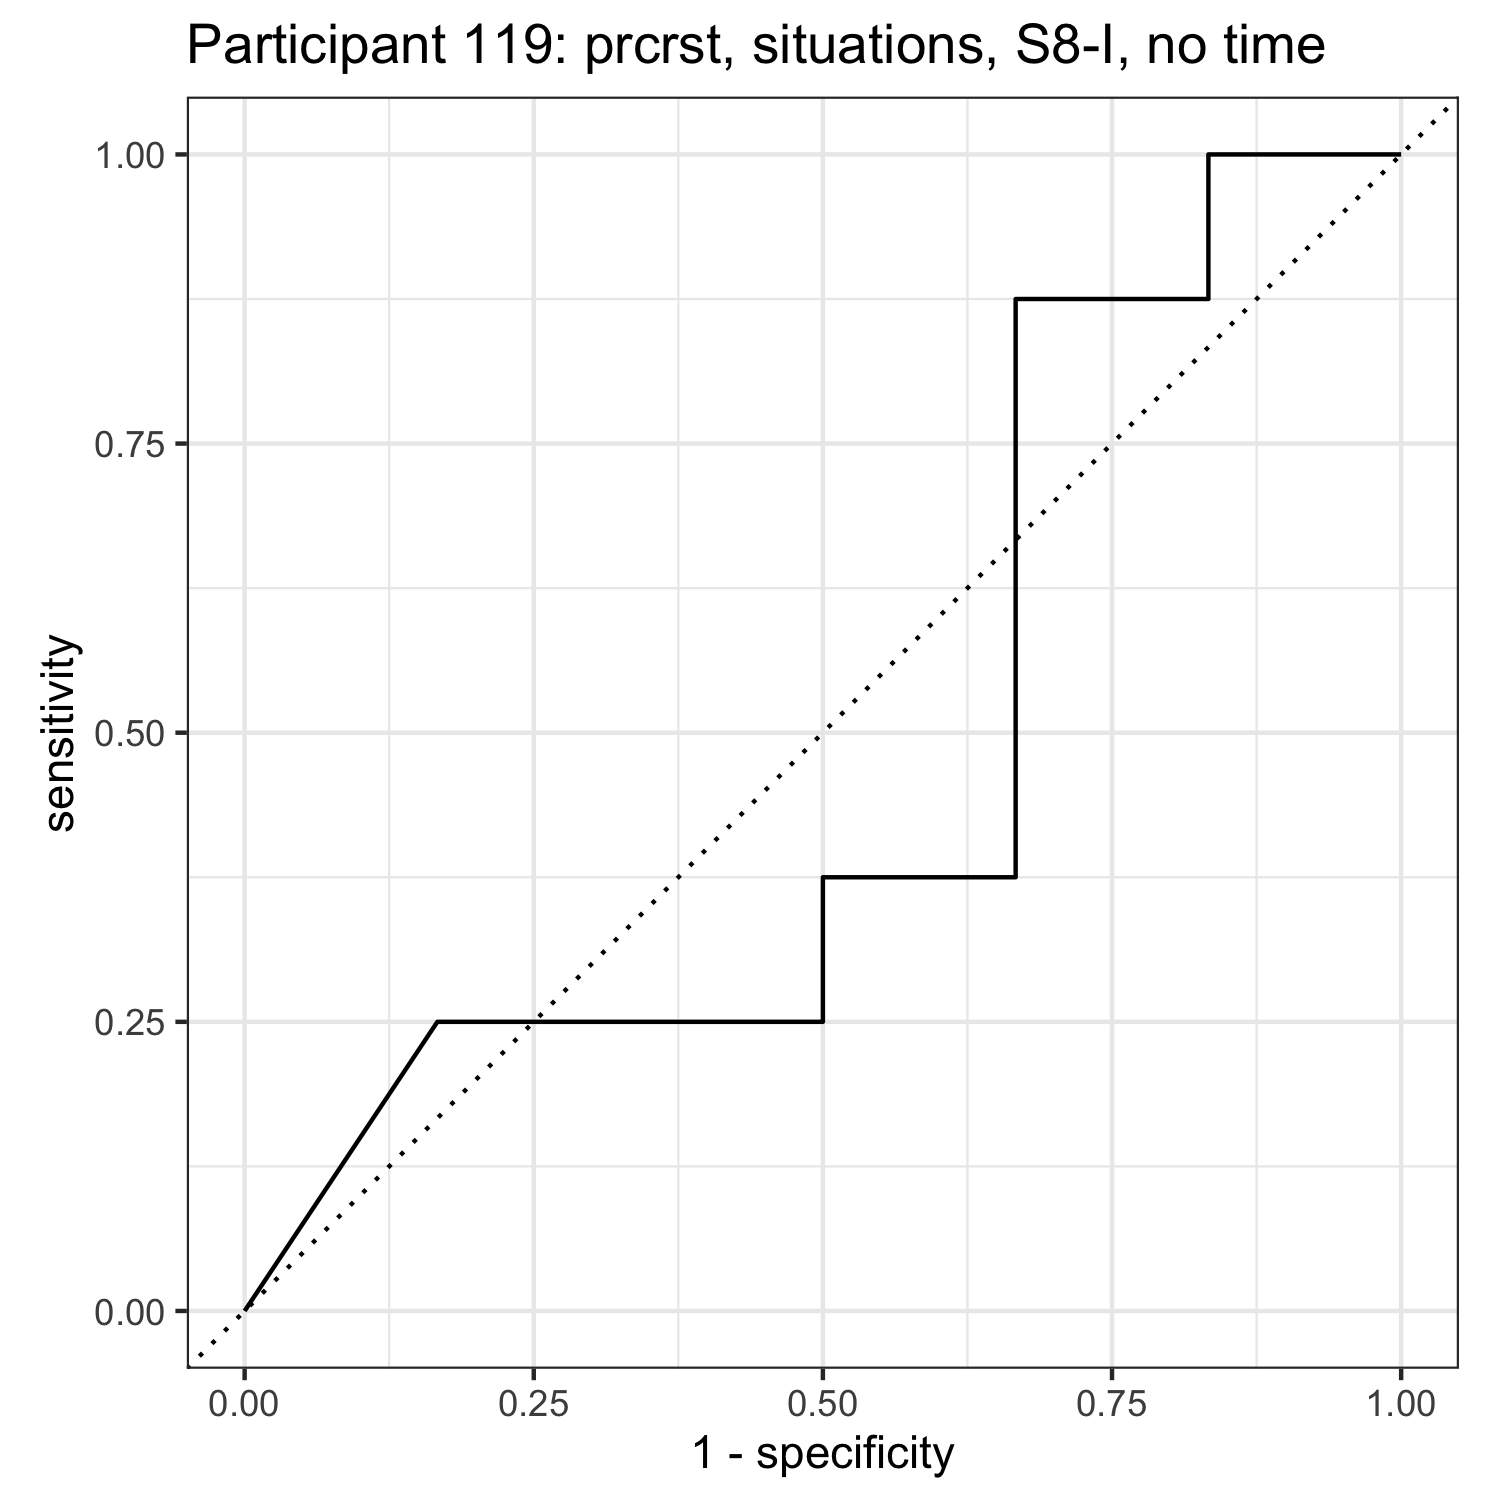 Participant 119: prcrst, situations, S8-I, no time
1.00
0.75
0.50
0.25
0.00
sensitivity
0.00 0.25 0.50 0.75 1.00
1 - specificity